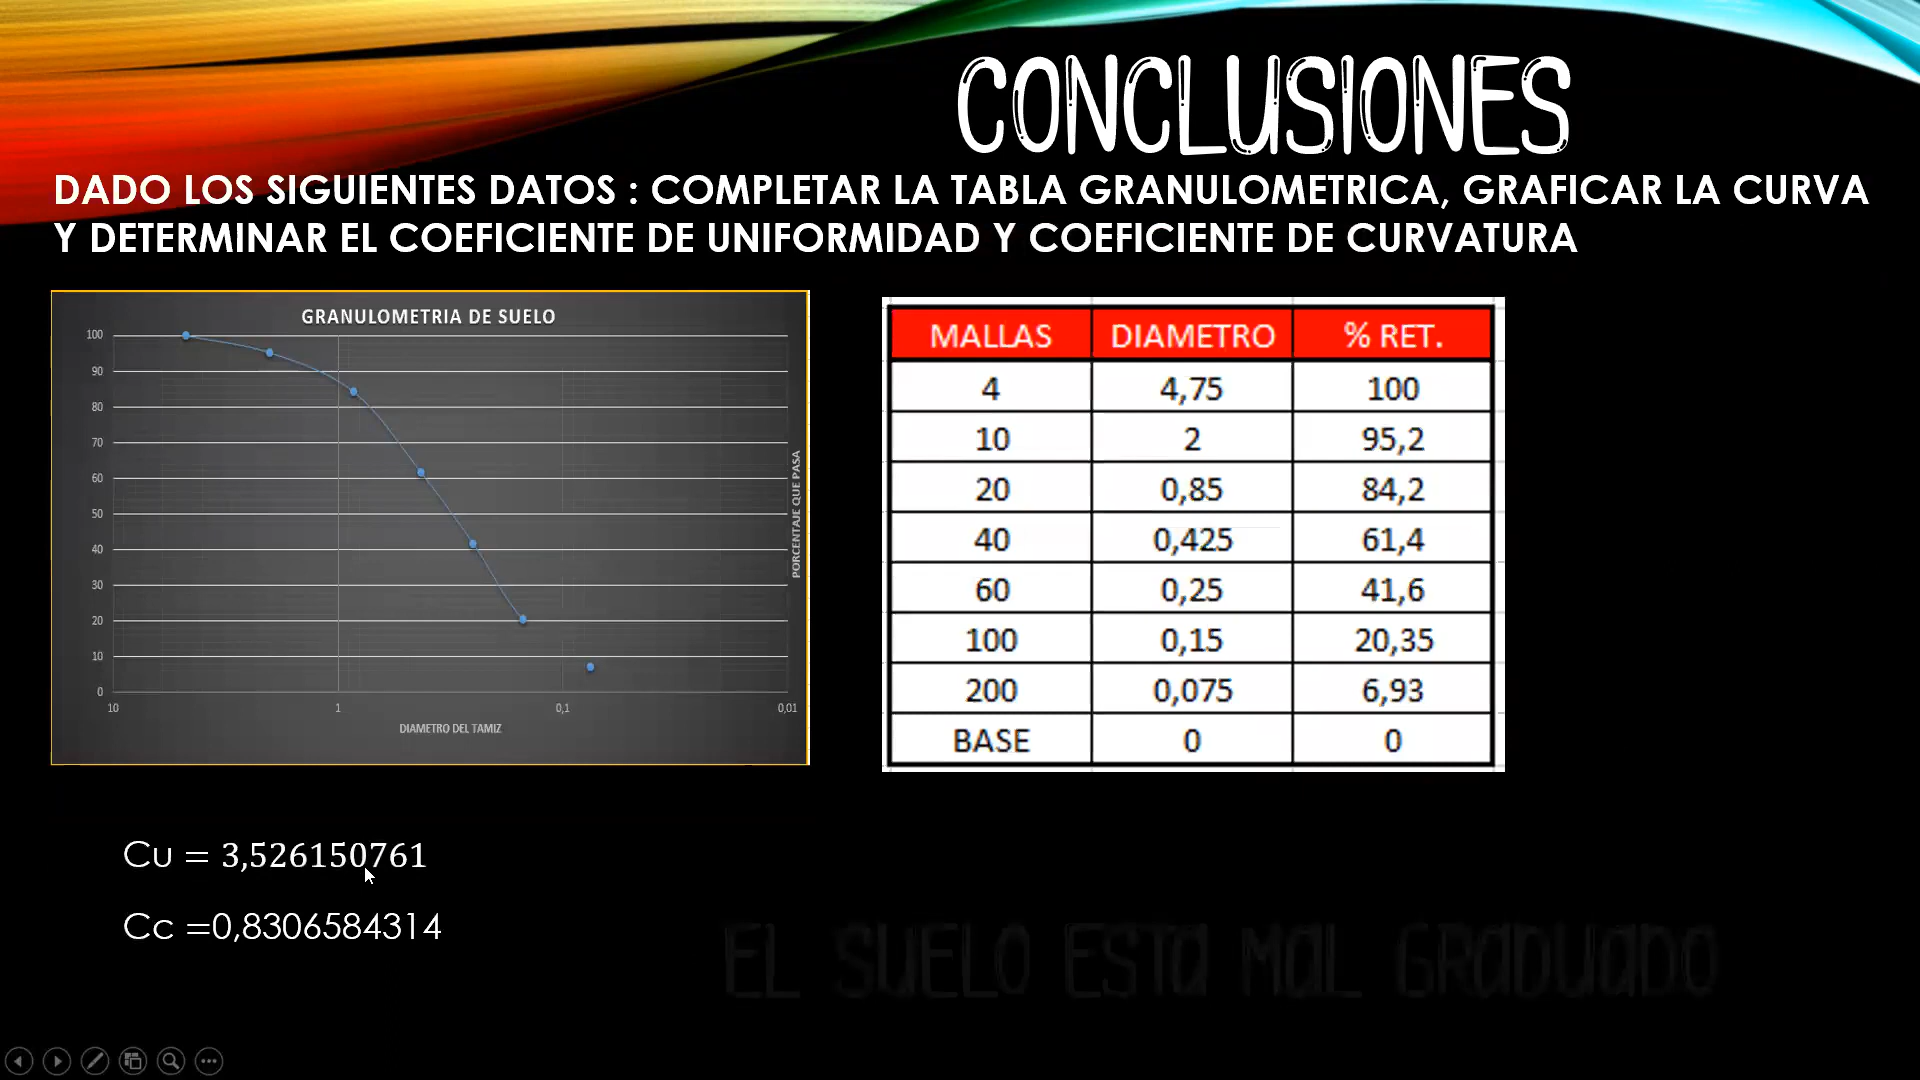 CONCLUSIONES
DADO LOS SIGUIENTES DATOS : COMPLETAR LA TABLA GRANULOMETRICA, GRAFICAR LA CURVA
Y DETERMINAR EL COEFICIENTE DE UNIFORMIDAD Y COEFICIENTE DE CURVATURA
GRANULOMETRIA DE SUELO
100
90
80
70
60
50
40
30
20
10
0
10 1 0,1 0,01
DIAMETRO DEL TAMIZ
PORCENTAJE QUE PASA
MALLAS DIAMETRO % RET.
4 4,75 100
10 2 95,2
20 0,85 84,2
40 0,425 61,4
60 0,25 41,6
100 0,15 20,35
200 0,075 6,93
BASE 0 0
Cu = 3,526150761
Cc =0,8306584314
EL SUELO ESTA MAL GRADUADO